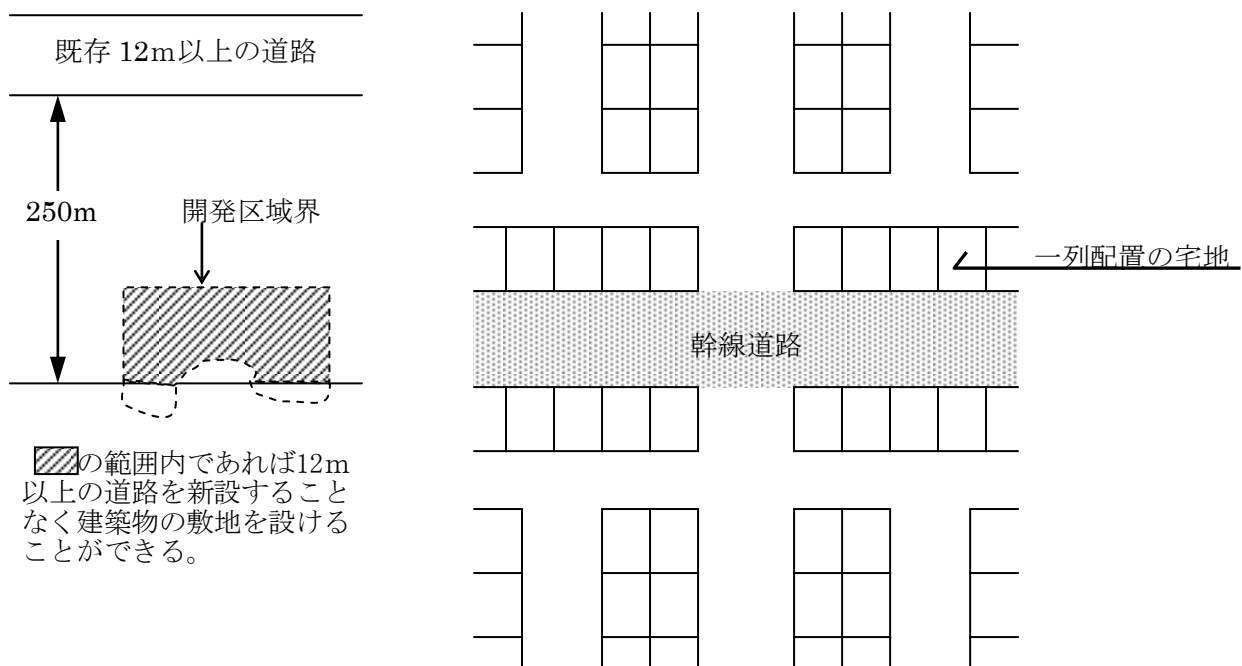 既存 12m以上の道路
250m
開発区域界
の範囲内であれば12m
以上の道路を新設すること
なく建築物の敷地を設ける
ことができる。
一列配置の宅地
幹線道路